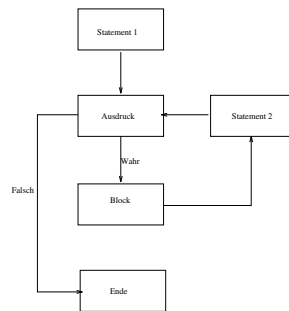 Statement 1
Ausdruck
Statement 2
Wahr
Falsch
Block
Ende